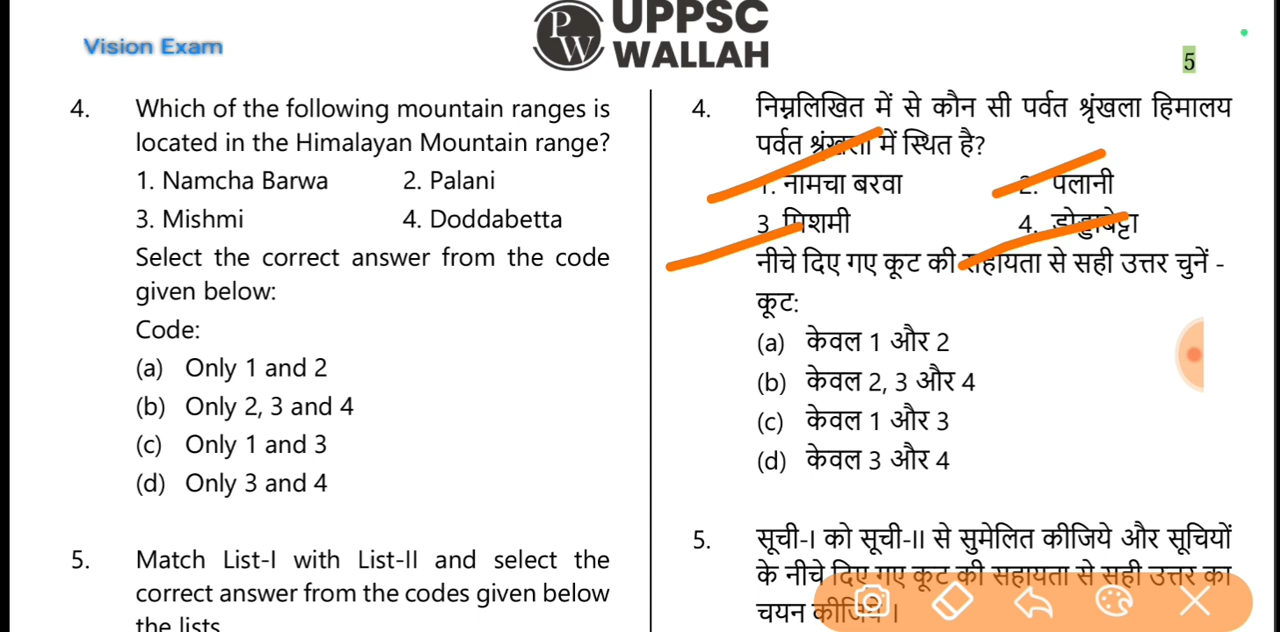 Vision Exam
PW
UPPSC
WALLAH
5
4. Which of the following mountain ranges is
located in the Himalayan Mountain range?
1. Namcha Barwa 2. Palani
3. Mishmi 4. Doddabetta
Select the correct answer from the code
given below:
Code:
(a) Only 1 and 2
(b) Only 2, 3 and 4
(c) Only 1 and 3
(d) Only 3 and 4
5. Match List-I with List-II and select the
correct answer from the codes given below
the lists
4. निम्नलिखित में से कौन सी पर्वत श्रृंखला हिमालय
पर्वत श्रृंखला में स्थित है?
1. नामचा बरवा 2. पलानी
3 मिशमी 4. डोड्डाबेट्टा
नीचे दिए गए कूट की सहायता से सही उत्तर चुनें -
कूट:
(a) केवल 1 और 2
(b) केवल 2, 3 और 4
(c) केवल 1 और 3
(d) केवल 3 और 4
5. सूची-I को सूची-II से सुमेलित कीजिये और सूचियों
के नीचे दिए गए कूट की सहायता से सही उत्तर का
चयन कीजिये ।